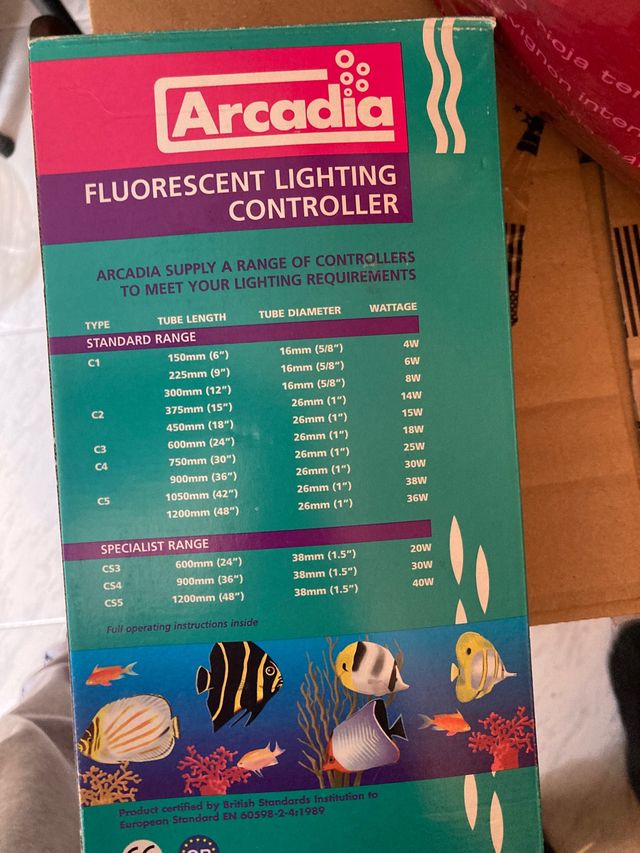 Arcadia
FLUORESCENT LIGHTING
CONTROLLER
ARCADIA SUPPLY A RANGE OF CONTROLLERS
TO MEET YOUR LIGHTING REQUIREMENTS
TYPE TUBE LENGTH TUBE DIAMETER WATTAGE
STANDARD RANGE
C1 150mm (6") 16mm (5/8") 4W
225mm (9") 16mm (5/8") 6W
300mm (12") 16mm (5/8") 8W
C2 375mm (15") 26mm (1") 14W
450mm (18") 26mm (1") 15W
C3 600mm (24") 26mm (1") 18W
C4 750mm (30") 26mm (1") 25W
900mm (36") 26mm (1") 30W
C5 1050mm (42") 26mm (1") 38W
1200mm (48") 26mm (1") 36W
SPECIALIST RANGE
CS3 600mm (24") 38mm (1.5") 20W
CS4 900mm (36") 38mm (1.5") 30W
CS5 1200mm (48") 38mm (1.5") 40W
Full operating instructions inside
Product certified by British Standards Institution to
European Standard EN 60598-2-4:1989
CE